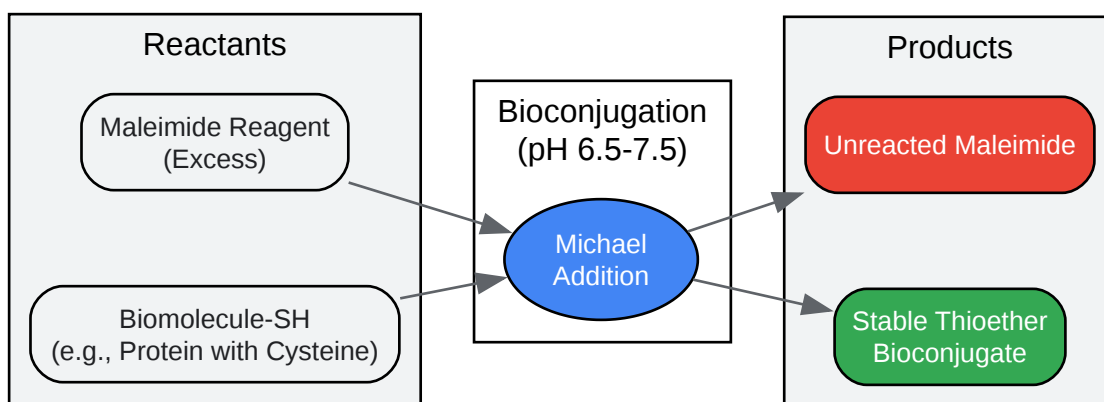 Reactants
Maleimide Reagent
(Excess)
Biomolecule-SH
(e.g., Protein with Cysteine)
Bioconjugation
(pH 6.5-7.5)
Michael
Addition
Products
Unreacted Maleimide
Stable Thioether
Bioconjugate